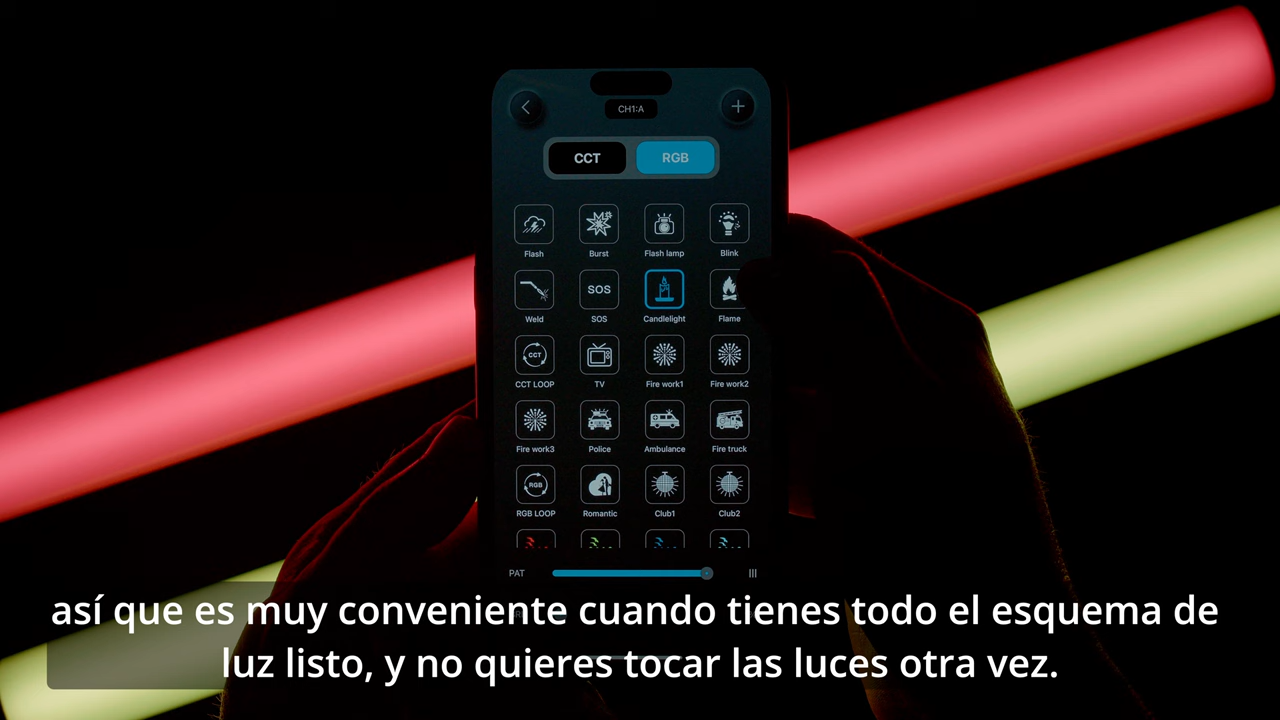 CH1:A
CCT RGB
Flash Burst Flash lamp Blink
SOS
Weld SOS Candlelight Flame
CCT
CCT LOOP TV Fire work1 Fire work2
Fire work3 Police Ambulance Fire truck
RGB
RGB LOOP Romantic Club1 Club2
PAT
así que es muy conveniente cuando tienes todo el esquema de
luz listo, y no quieres tocar las luces otra vez.